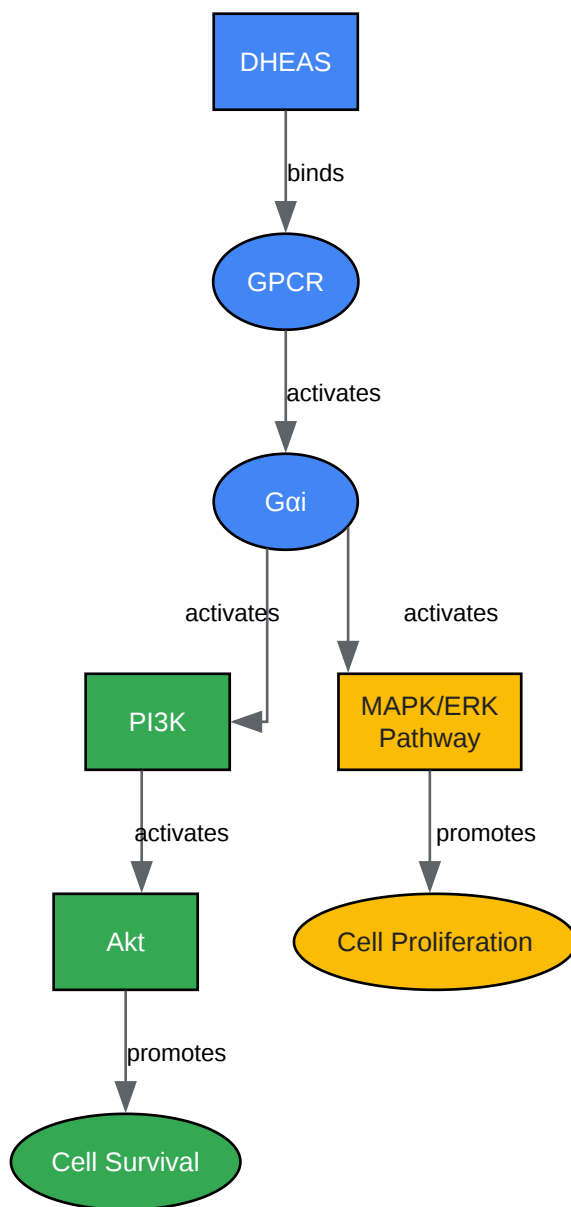 DHEAS
binds
GPCR
activates
Gαi
activates
activates
PI3K
MAPK/ERK
Pathway
activates
promotes
Akt
Cell Proliferation
promotes
Cell Survival